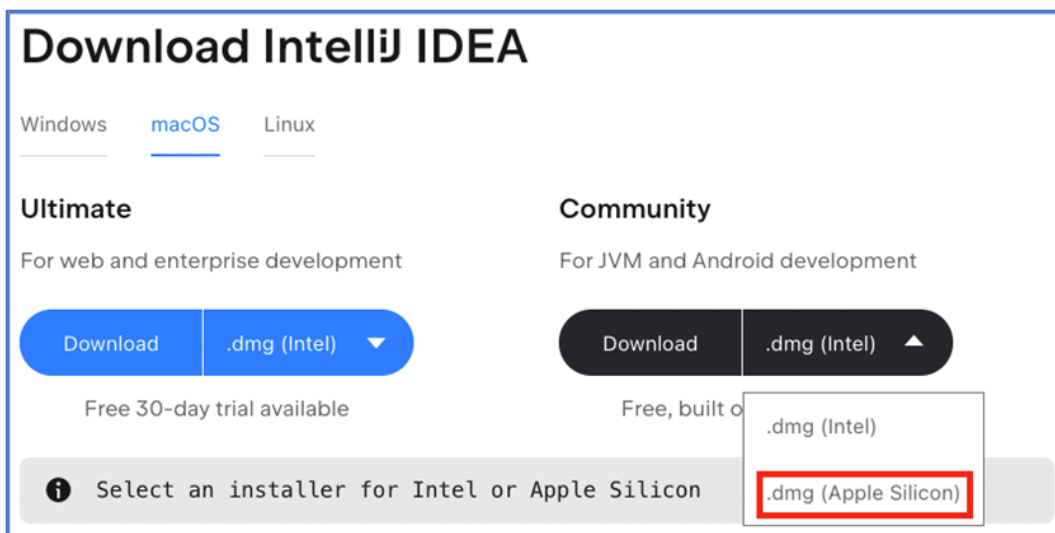 Download IntelliJ IDEA
Windows macOS Linux
Ultimate
For web and enterprise development
Download .dmg (Intel)
Free 30-day trial available
Community
For JVM and Android development
Download .dmg (Intel)
Free, built o
.dmg (Intel)
.dmg (Apple Silicon)
Select an installer for Intel or Apple Silicon